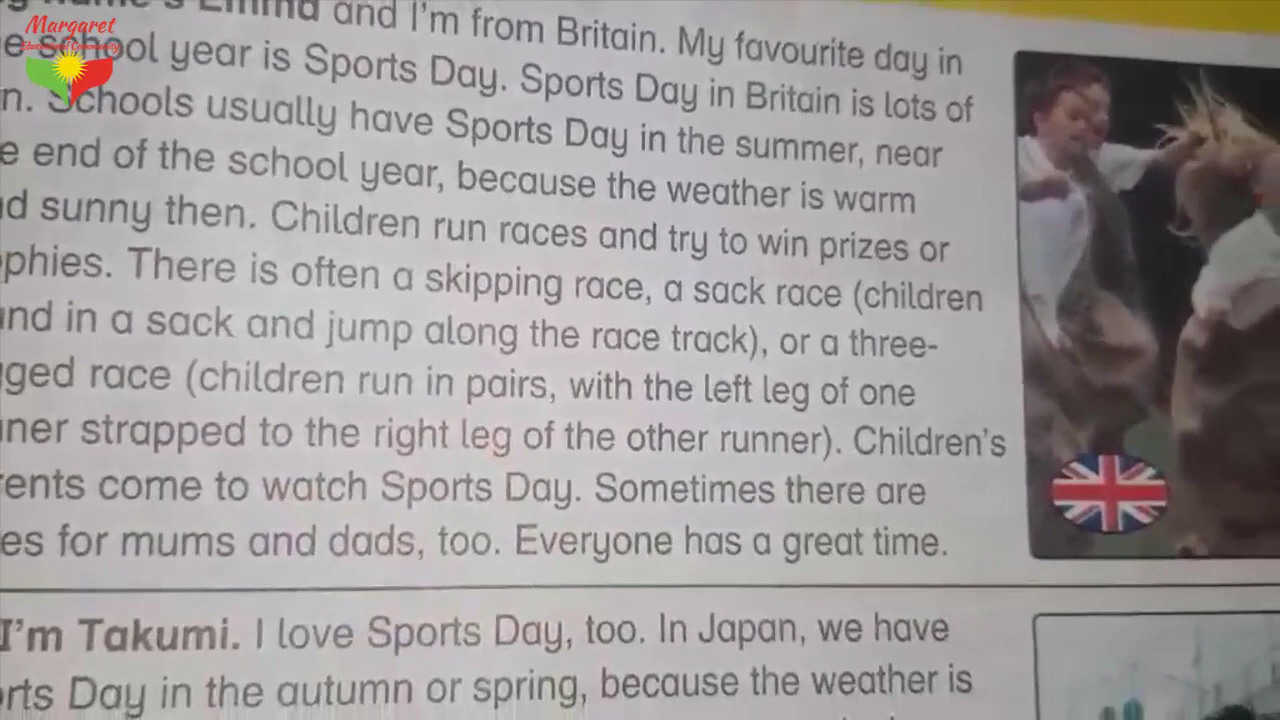 Margaret
Educational Community
name's Emma and I'm from Britain. My favourite day in
school year is Sports Day. Sports Day in Britain is lots of
Schools usually have Sports Day in the summer, near
end of the school year, because the weather is warm
sunny then. Children run races and try to win prizes or
There is often a skipping race, a sack race (children
in a sack and jump along the race track), or a three-
race (children run in pairs, with the left leg of one
strapped to the right leg of the other runner). Children's
come to watch Sports Day. Sometimes there are
for mums and dads, too. Everyone has a great time.
I'm Takumi. I love Sports Day, too. In Japan, we have
Day in the autumn or spring, because the weather is